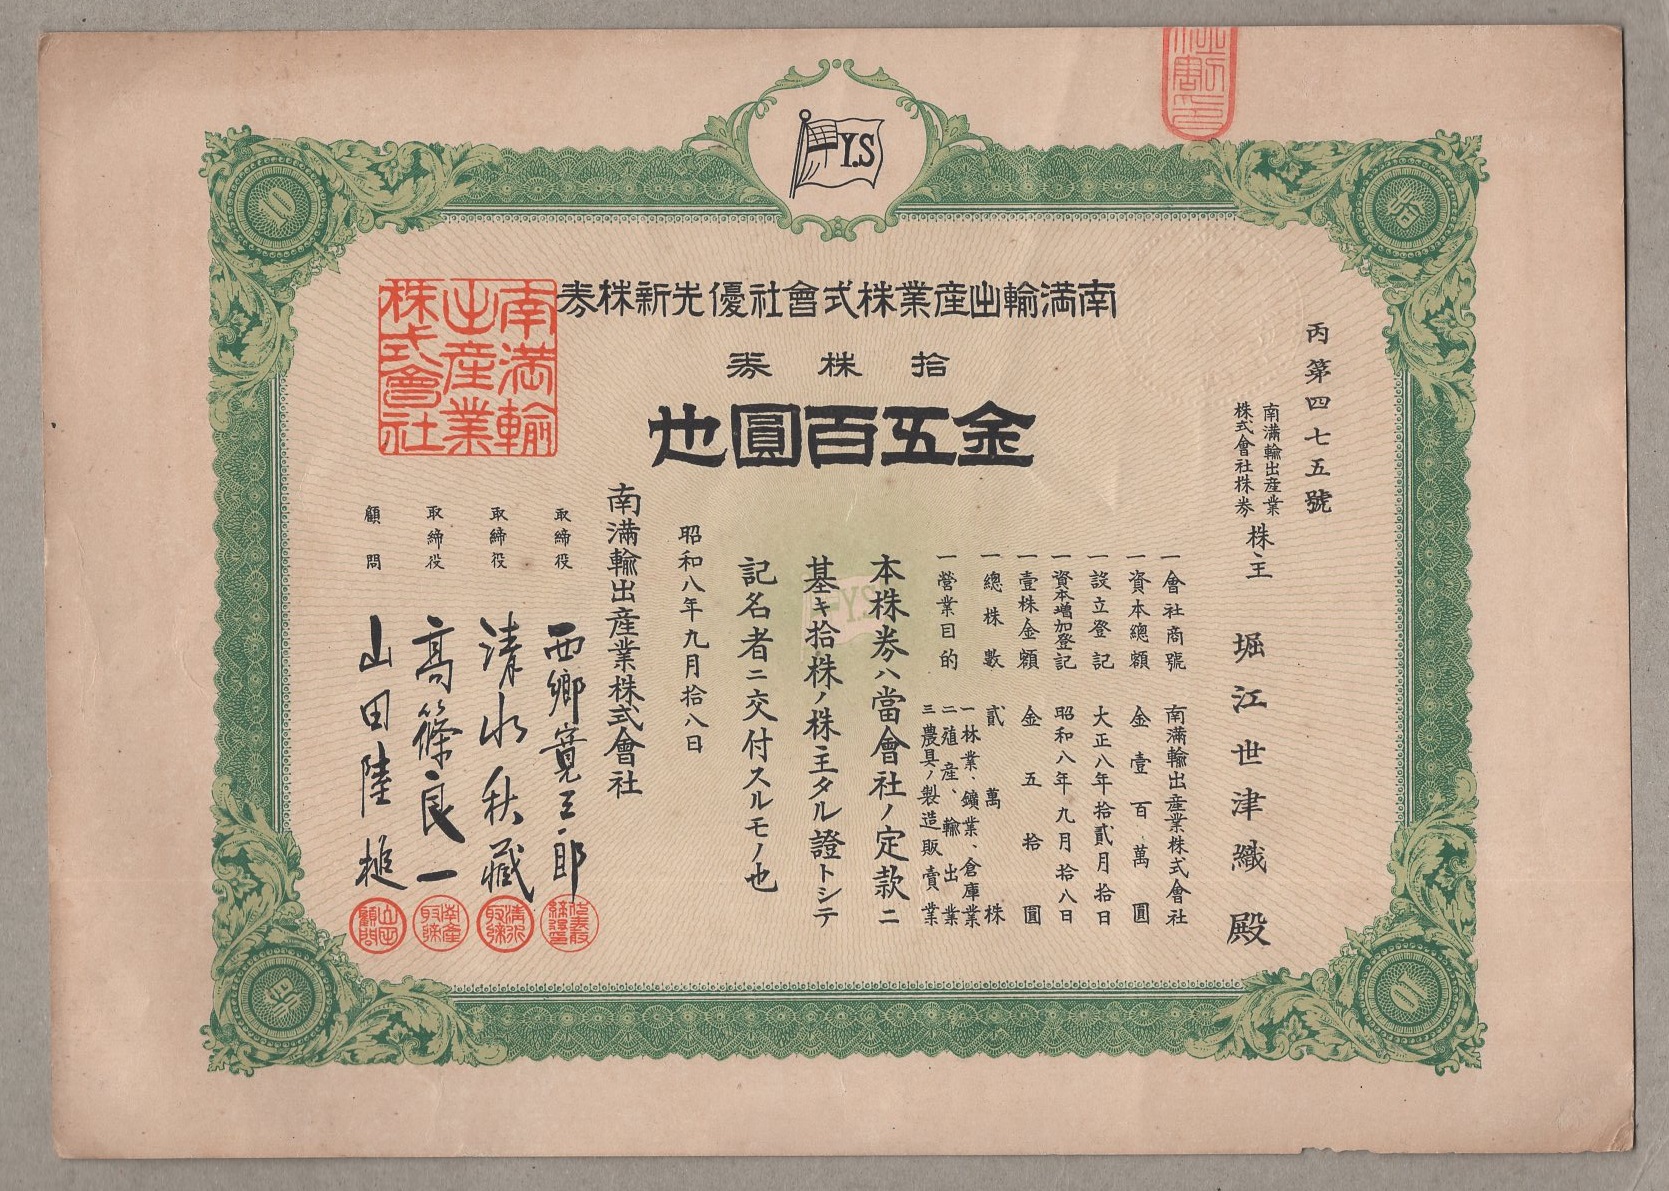 Y.S
南満輸出産業株式會社優先新株券
拾株券
金五百圓也
丙第四七五號
南滿輸出産業
株式會社株券
株主 堀江世津織殿
一會社商號 南滿輸出産業株式會社
一資本總額 金壹百萬圓
一設立登記 大正八年拾貳月拾日
一資本增加登記 昭和八年九月拾八日
一壹株金額 金五拾圓
一總株數 貳萬株
一營業目的 一林業、鑛業、倉庫業
二殖産、輸出業
三農具ノ製造販賣業
本株券ハ當會社ノ定款ニ
基キ拾株ノ株主タル證トシテ
記名者ニ交付スルモノ也
昭和八年九月拾八日
南滿輸出産業株式會社
取締役 西郷寛三郎
取締役 清水秋藏
取締役 高篠良一
顧問 山田陸槌
南満輸
出産業
株式會社
10
拾
拾
10
Y.S